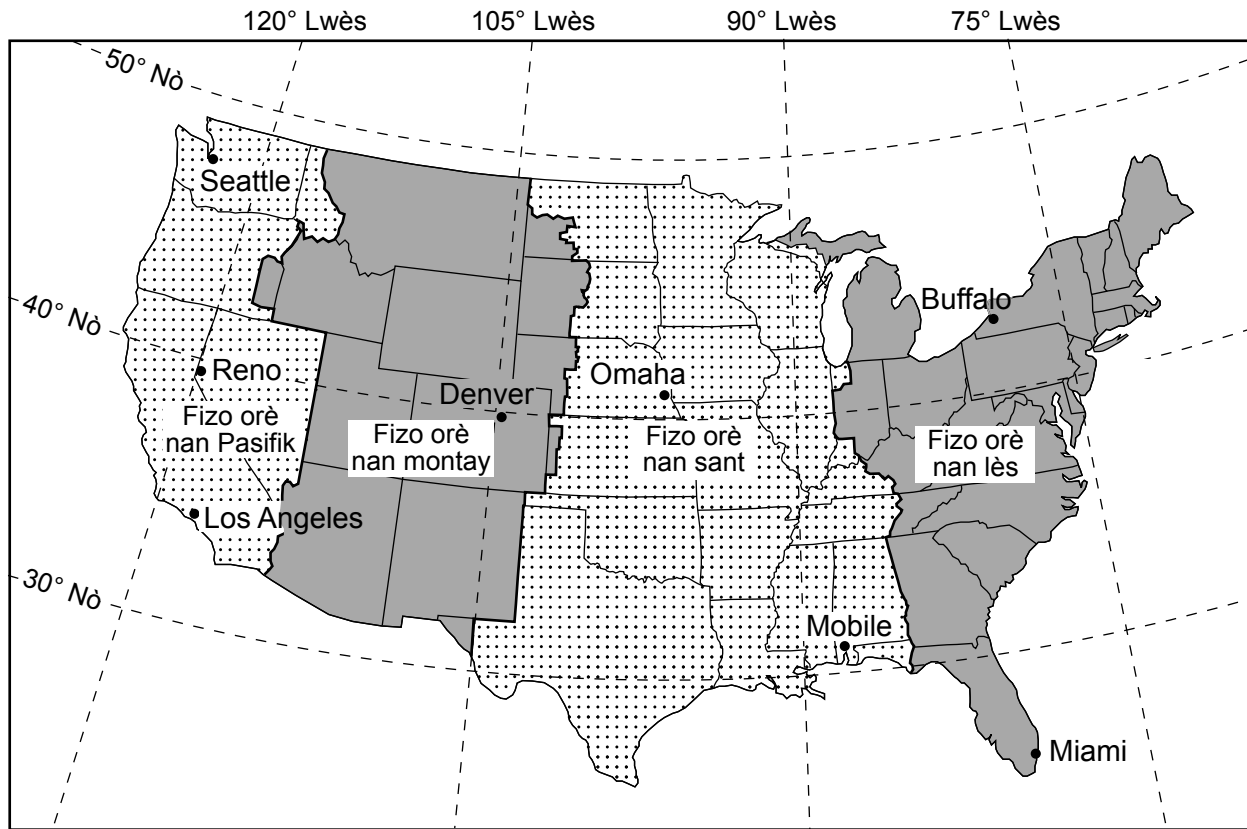 120° Lwès
105° Lwès
90° Lwès
75° Lwès
50° Nò
40° Nò
30° Nò
Seattle
Reno
Fizo orè
nan Pasifik
Los Angeles
Denver
Fizo orè
nan montay
Omaha
Fizo orè
nan sant
Mobile
Buffalo
Fizo orè
nan lès
Miami